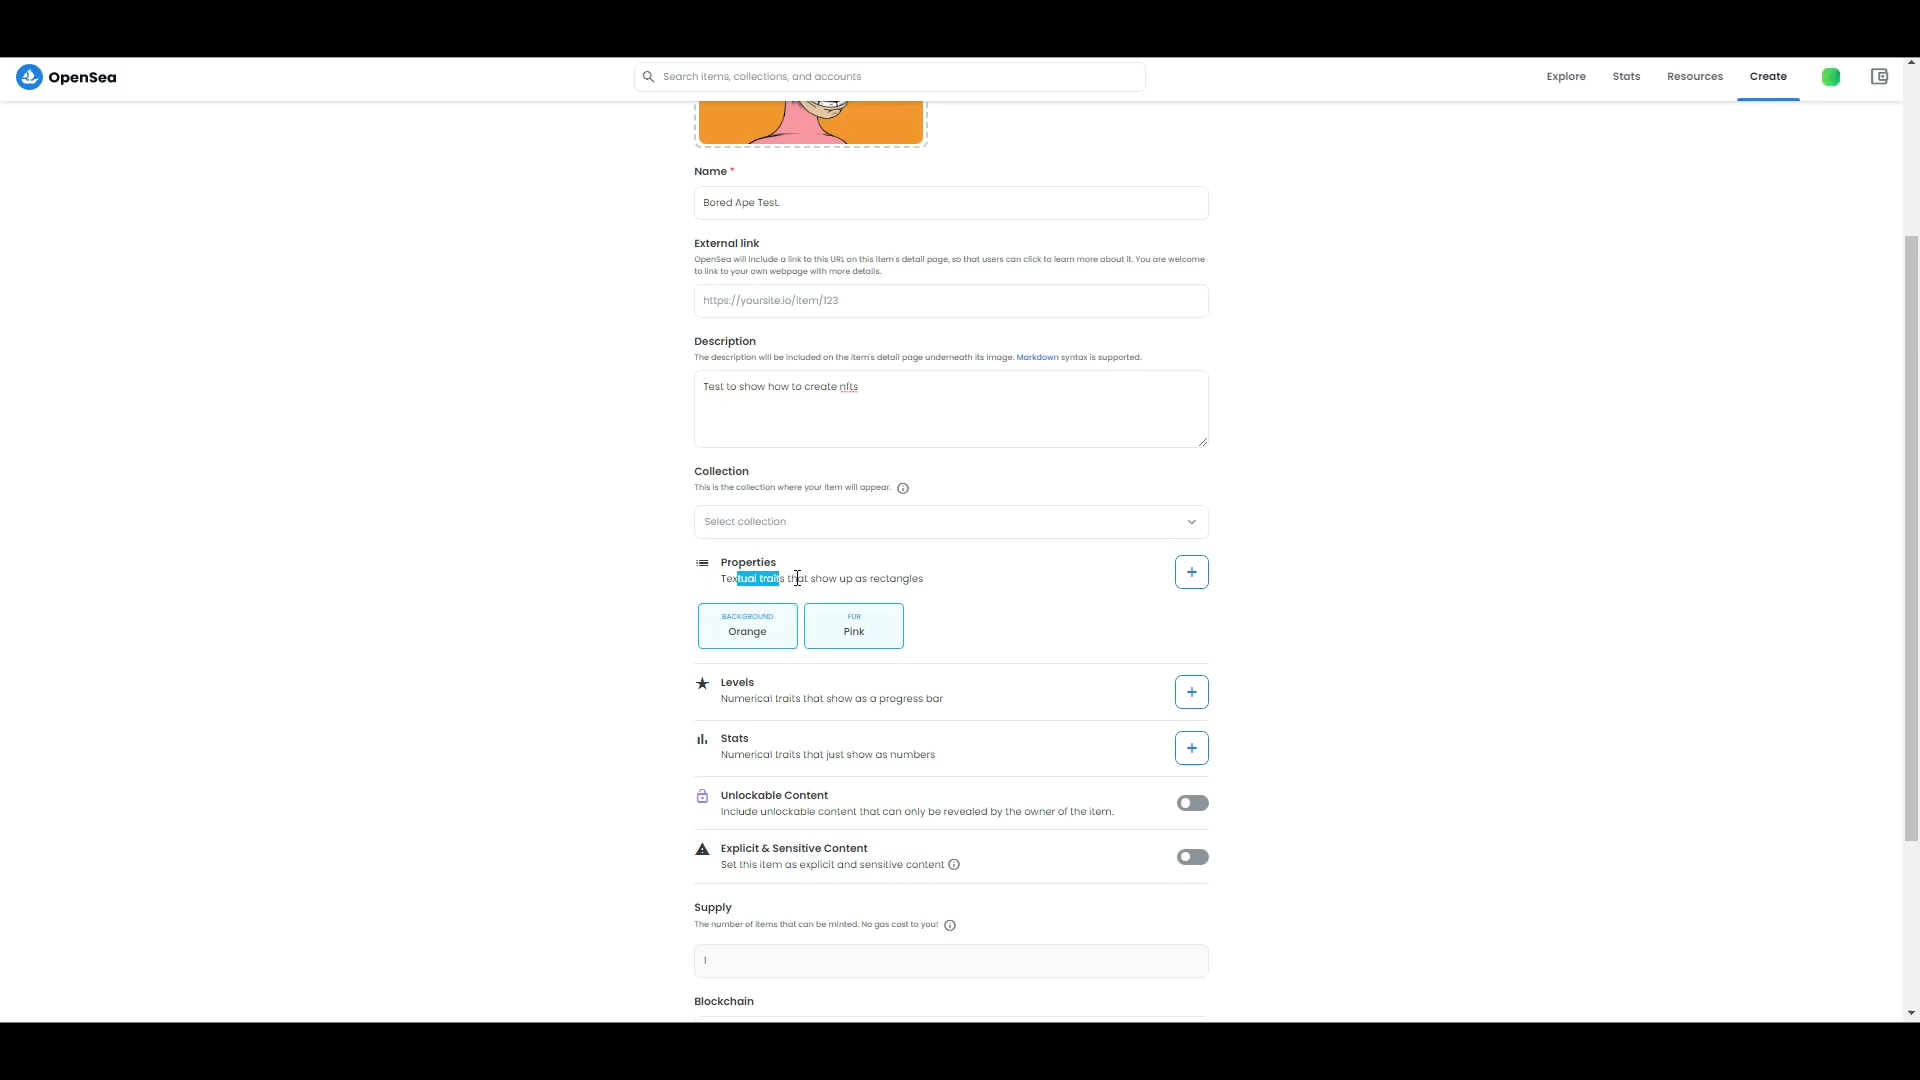 OpenSea
Search items, collections, and accounts
Explore
Stats
Resources
Create
Name *
Bored Ape Test.
External link
OpenSea will include a link to this URL on this item's detail page, so that users can click to learn more about it. You are welcome
to link to your own webpage with more details.
https://yoursite.io/item/123
Description
The description will be included on the item's detail page underneath its image. Markdown syntax is supported.
Test to show how to create nfts
Collection
This is the collection where your item will appear.
Select collection
Properties
Textual traits that show up as rectangles
BACKGROUND
Orange
FUR
Pink
Levels
Numerical traits that show as a progress bar
Stats
Numerical traits that just show as numbers
Unlockable Content
Include unlockable content that can only be revealed by the owner of the item.
Explicit & Sensitive Content
Set this item as explicit and sensitive content
Supply
The number of items that can be minted. No gas cost to you!
1
Blockchain